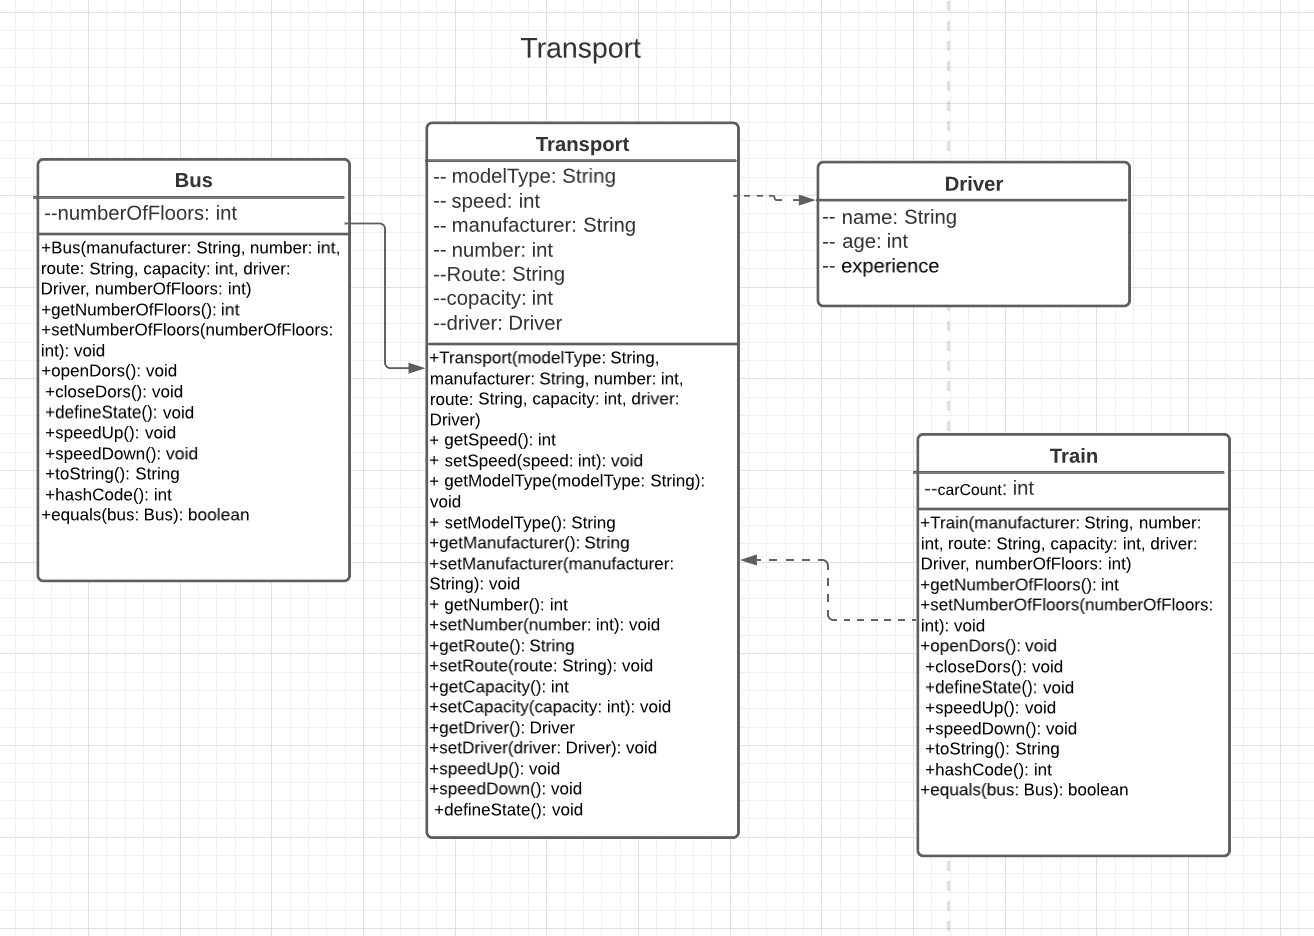 Transport
Bus
--numberOfFloors: int
+Bus(manufacturer: String, number: int,
route: String, capacity: int, driver:
Driver, numberOfFloors: int)
+getNumberOfFloors(): int
+setNumberOfFloors(numberOfFloors:
int): void
+openDors(): void
+closeDors(): void
+defineState(): void
+speedUp(): void
+speedDown(): void
+toString(): String
+hashCode(): int
+equals(bus: Bus): boolean
Transport
-- modelType: String
-- speed: int
-- manufacturer: String
-- number: int
--Route: String
--copacity: int
--driver: Driver
+Transport(modelType: String,
manufacturer: String, number: int,
route: String, capacity: int, driver:
Driver)
+ getSpeed(): int
+ setSpeed(speed: int): void
+ getModelType(modelType: String):
void
+ setModelType(): String
+getManufacturer(): String
+setManufacturer(manufacturer:
String): void
+ getNumber(): int
+setNumber(number: int): void
+getRoute(): String
+setRoute(route: String): void
+getCapacity(): int
+setCapacity(capacity: int): void
+getDriver(): Driver
+setDriver(driver: Driver): void
+speedUp(): void
+speedDown(): void
+defineState(): void
Driver
-- name: String
-- age: int
-- experience
Train
--carCount: int
+Train(manufacturer: String, number:
int, route: String, capacity: int, driver:
Driver, numberOfFloors: int)
+getNumberOfFloors(): int
+setNumberOfFloors(numberOfFloors:
int): void
+openDors(): void
+closeDors(): void
+defineState(): void
+speedUp(): void
+speedDown(): void
+toString(): String
+hashCode(): int
+equals(bus: Bus): boolean